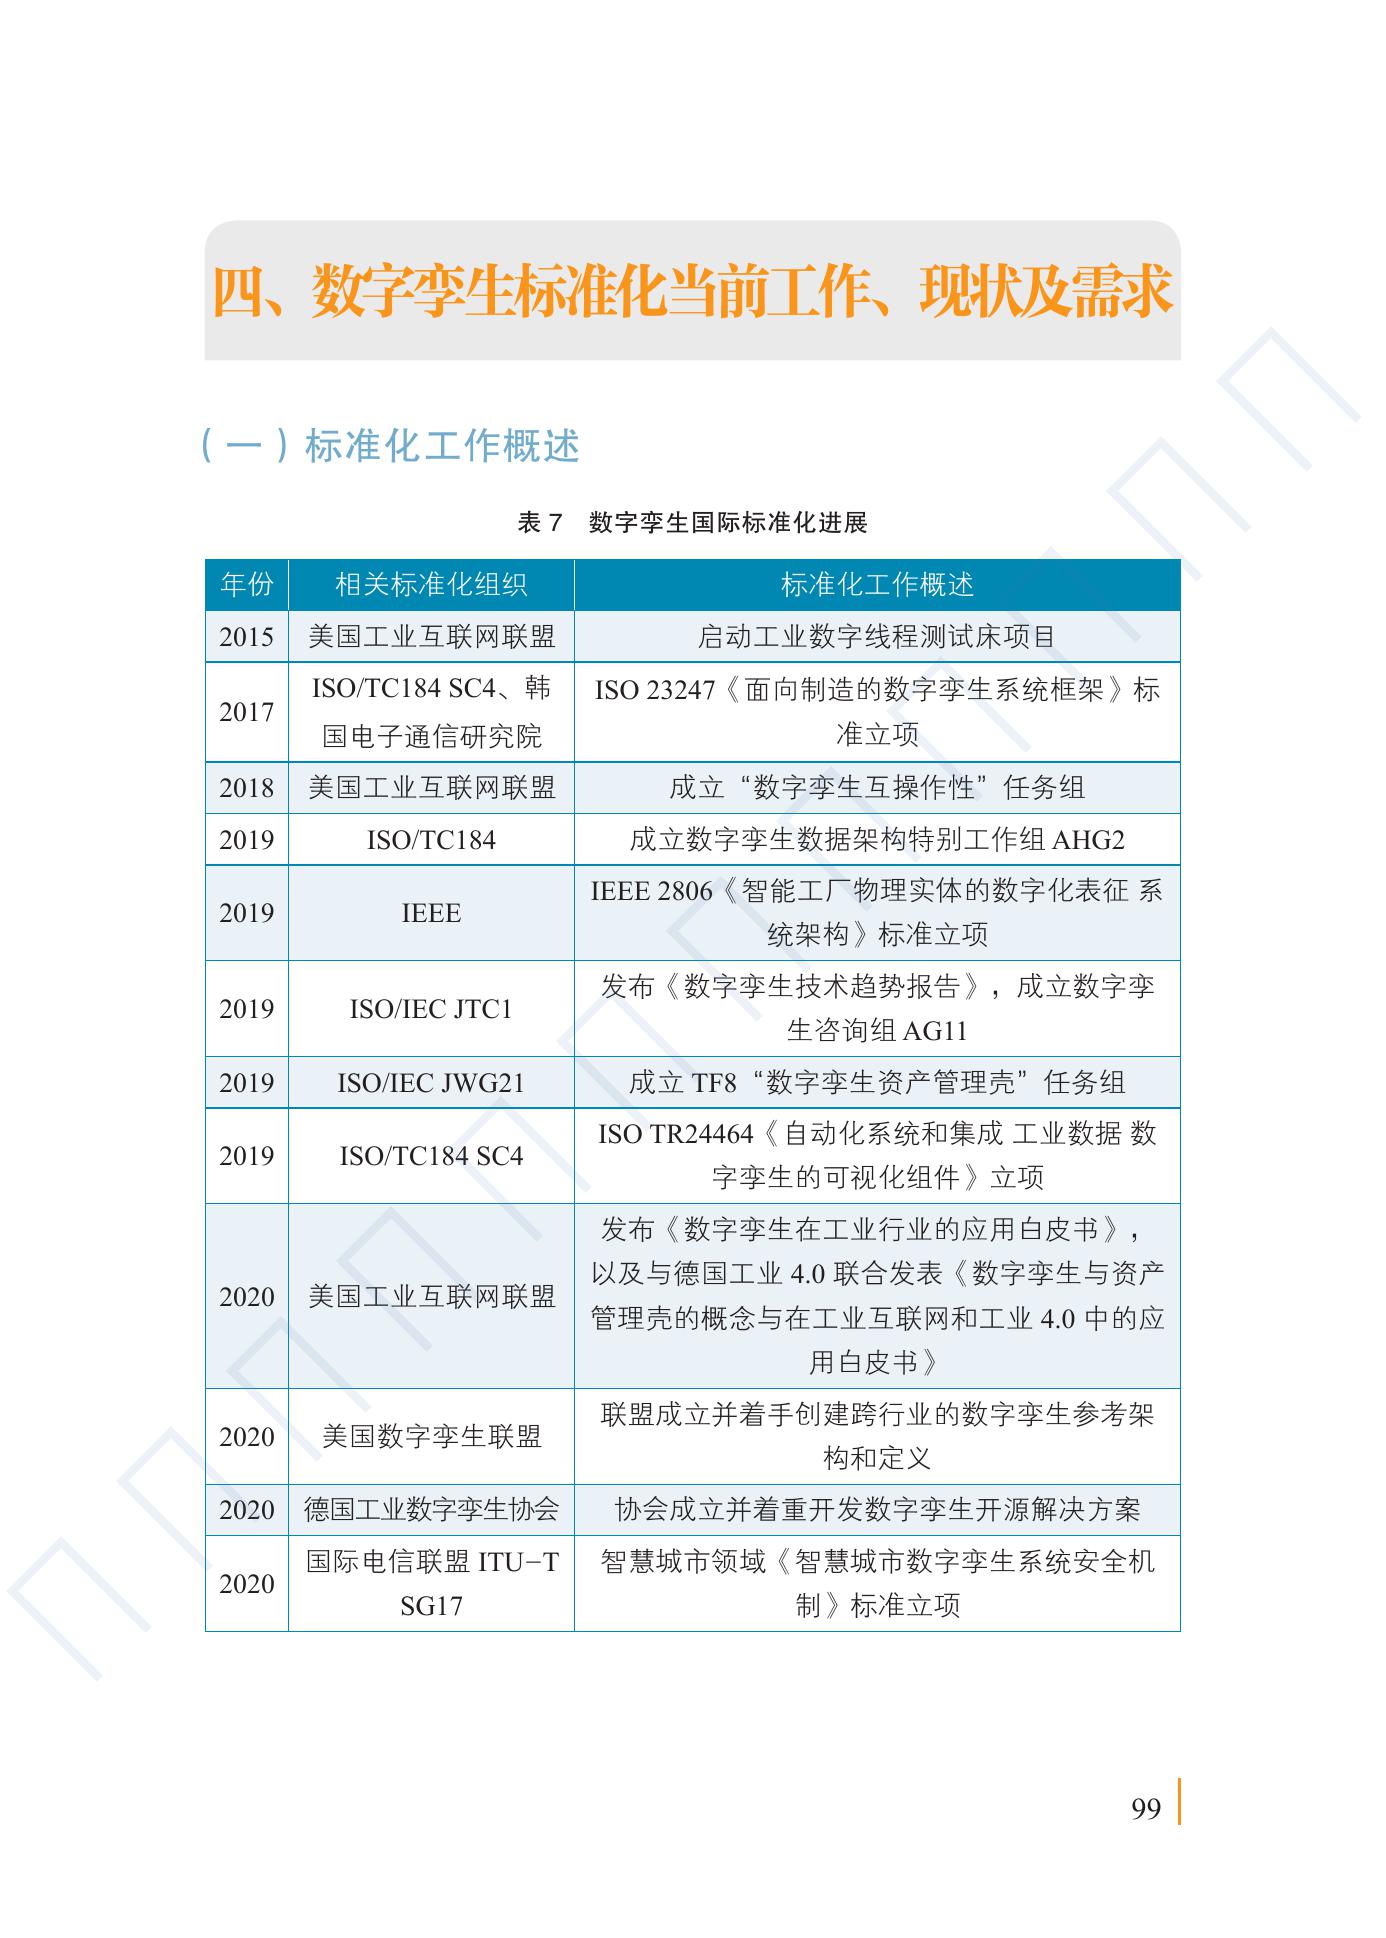 四、数字孪生标准化当前工作、现状及需求
（一）标准化工作概述
表 7　数字孪生国际标准化进展
年份 相关标准化组织 标准化工作概述
2015 美国工业互联网联盟 启动工业数字线程测试床项目
2017
ISO/TC184 SC4、韩
国电子通信研究院
ISO 23247《面向制造的数字孪生系统框架》标
准立项
2018 美国工业互联网联盟 成立“数字孪生互操作性”任务组
2019 ISO/TC184 成立数字孪生数据架构特别工作组 AHG2
2019 IEEE
IEEE 2806《智能工厂物理实体的数字化表征 系
统架构》标准立项
2019 ISO/IEC JTC1
发布《数字孪生技术趋势报告》，成立数字孪
生咨询组 AG11
2019 ISO/IEC JWG21 成立 TF8“数字孪生资产管理壳”任务组
2019 ISO/TC184 SC4
ISO TR24464《自动化系统和集成 工业数据 数
字孪生的可视化组件》立项
2020 美国工业互联网联盟
发布《数字孪生在工业行业的应用白皮书》，
以及与德国工业 4.0 联合发表《数字孪生与资产
管理壳的概念与在工业互联网和工业 4.0 中的应
用白皮书》
2020 美国数字孪生联盟
联盟成立并着手创建跨行业的数字孪生参考架
构和定义
2020 德国工业数字孪生协会 协会成立并着重开发数字孪生开源解决方案
2020
国际电信联盟 ITU-T
SG17
智慧城市领域《智慧城市数字孪生系统安全机
制》标准立项
99